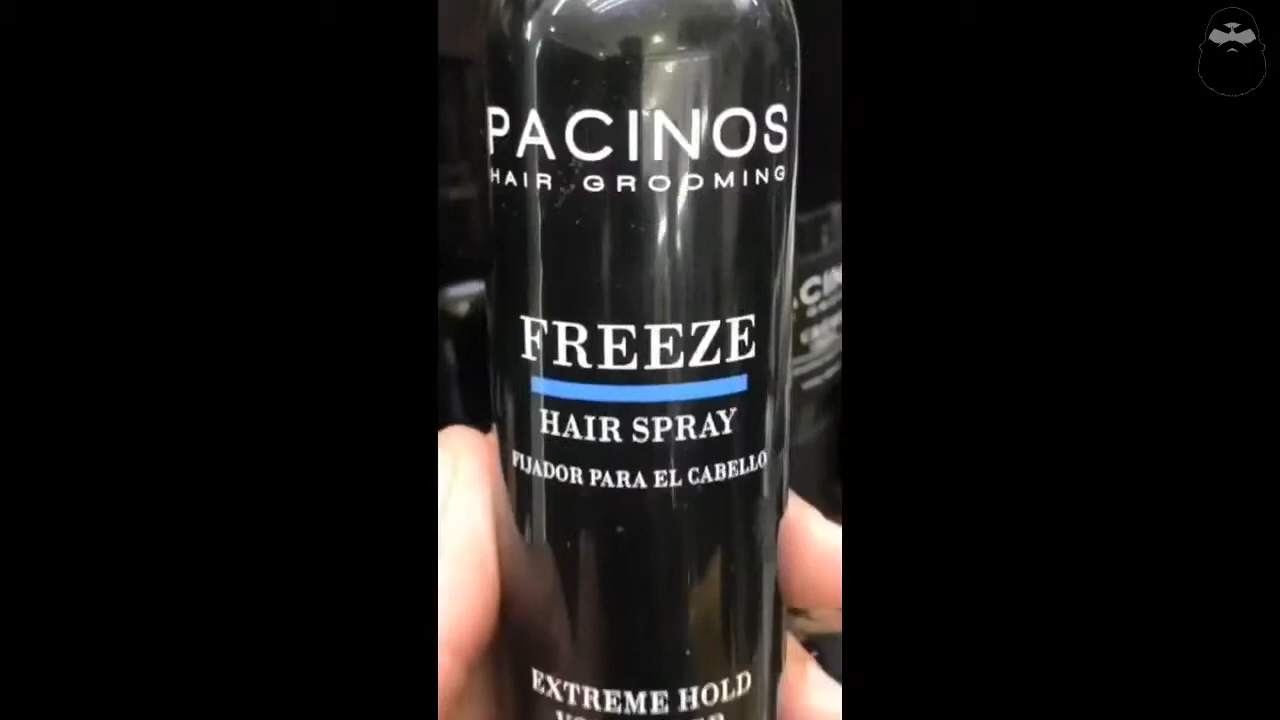 PACINOS
HAIR GROOMING
FREEZE
HAIR SPRAY
FIJADOR PARA EL CABELLO
EXTREME HOLD